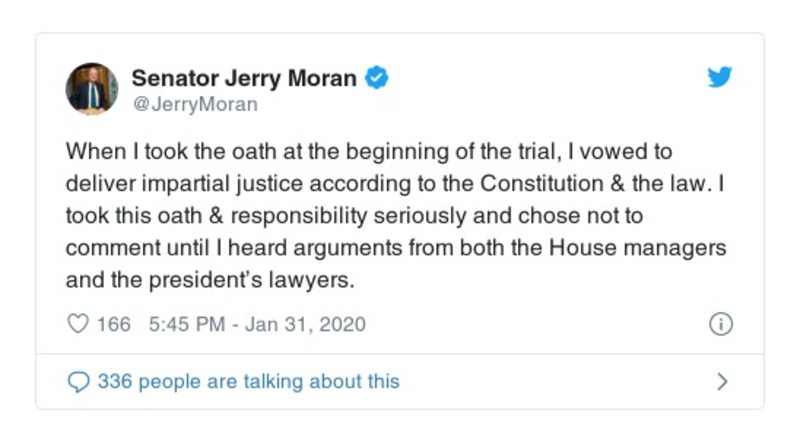 Senator Jerry Moran
@JerryMoran
When I took the oath at the beginning of the trial, I vowed to
deliver impartial justice according to the Constitution & the law. I
took this oath & responsibility seriously and chose not to
comment until I heard arguments from both the House managers
and the president’s lawyers.
166 5:45 PM - Jan 31, 2020
336 people are talking about this